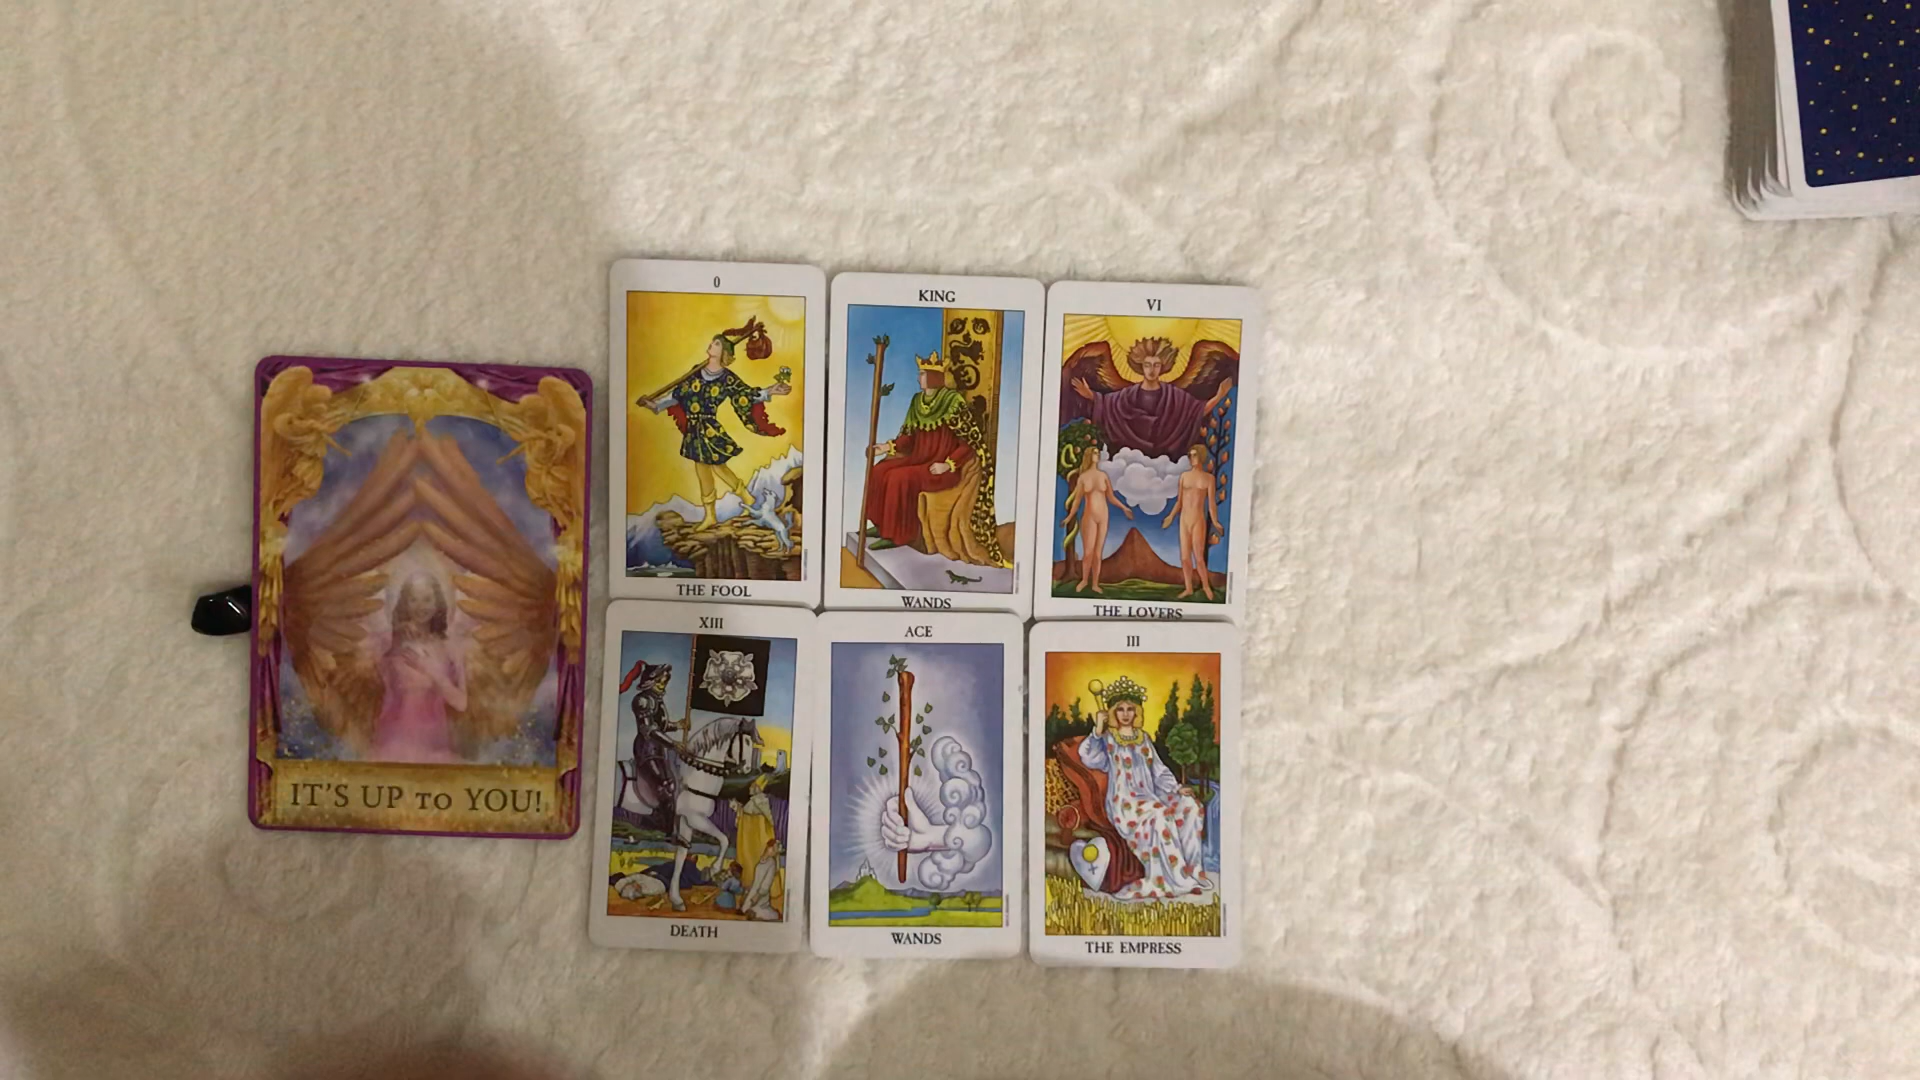 IT'S UP TO YOU!
0
THE FOOL
KING
WANDS
VI
THE LOVERS
XIII
DEATH
ACE
WANDS
III
THE EMPRESS